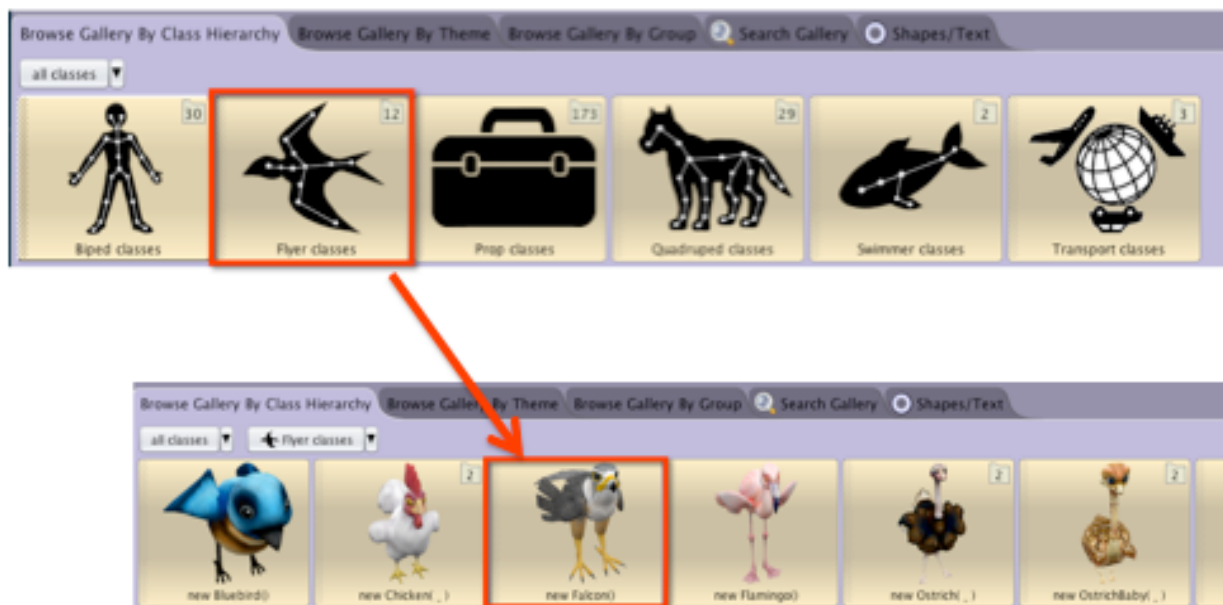 Browse Gallery By Class Hierarchy Browse Gallery By Theme Browse Gallery By Group Search Gallery Shapes/Text
all classes
30 12 173 29 2 3
Biped classes Flyer classes Prop classes Quadruped classes Swimmer classes Transport classes
Browse Gallery By Class Hierarchy Browse Gallery By Theme Browse Gallery By Group Search Gallery Shapes/Text
all classes Flyer classes
2 2 2
new Bluebird() new Chicken( _ ) new Falcon() new Flamingo() new Ostrich( _ ) new OstrichBaby( _ )